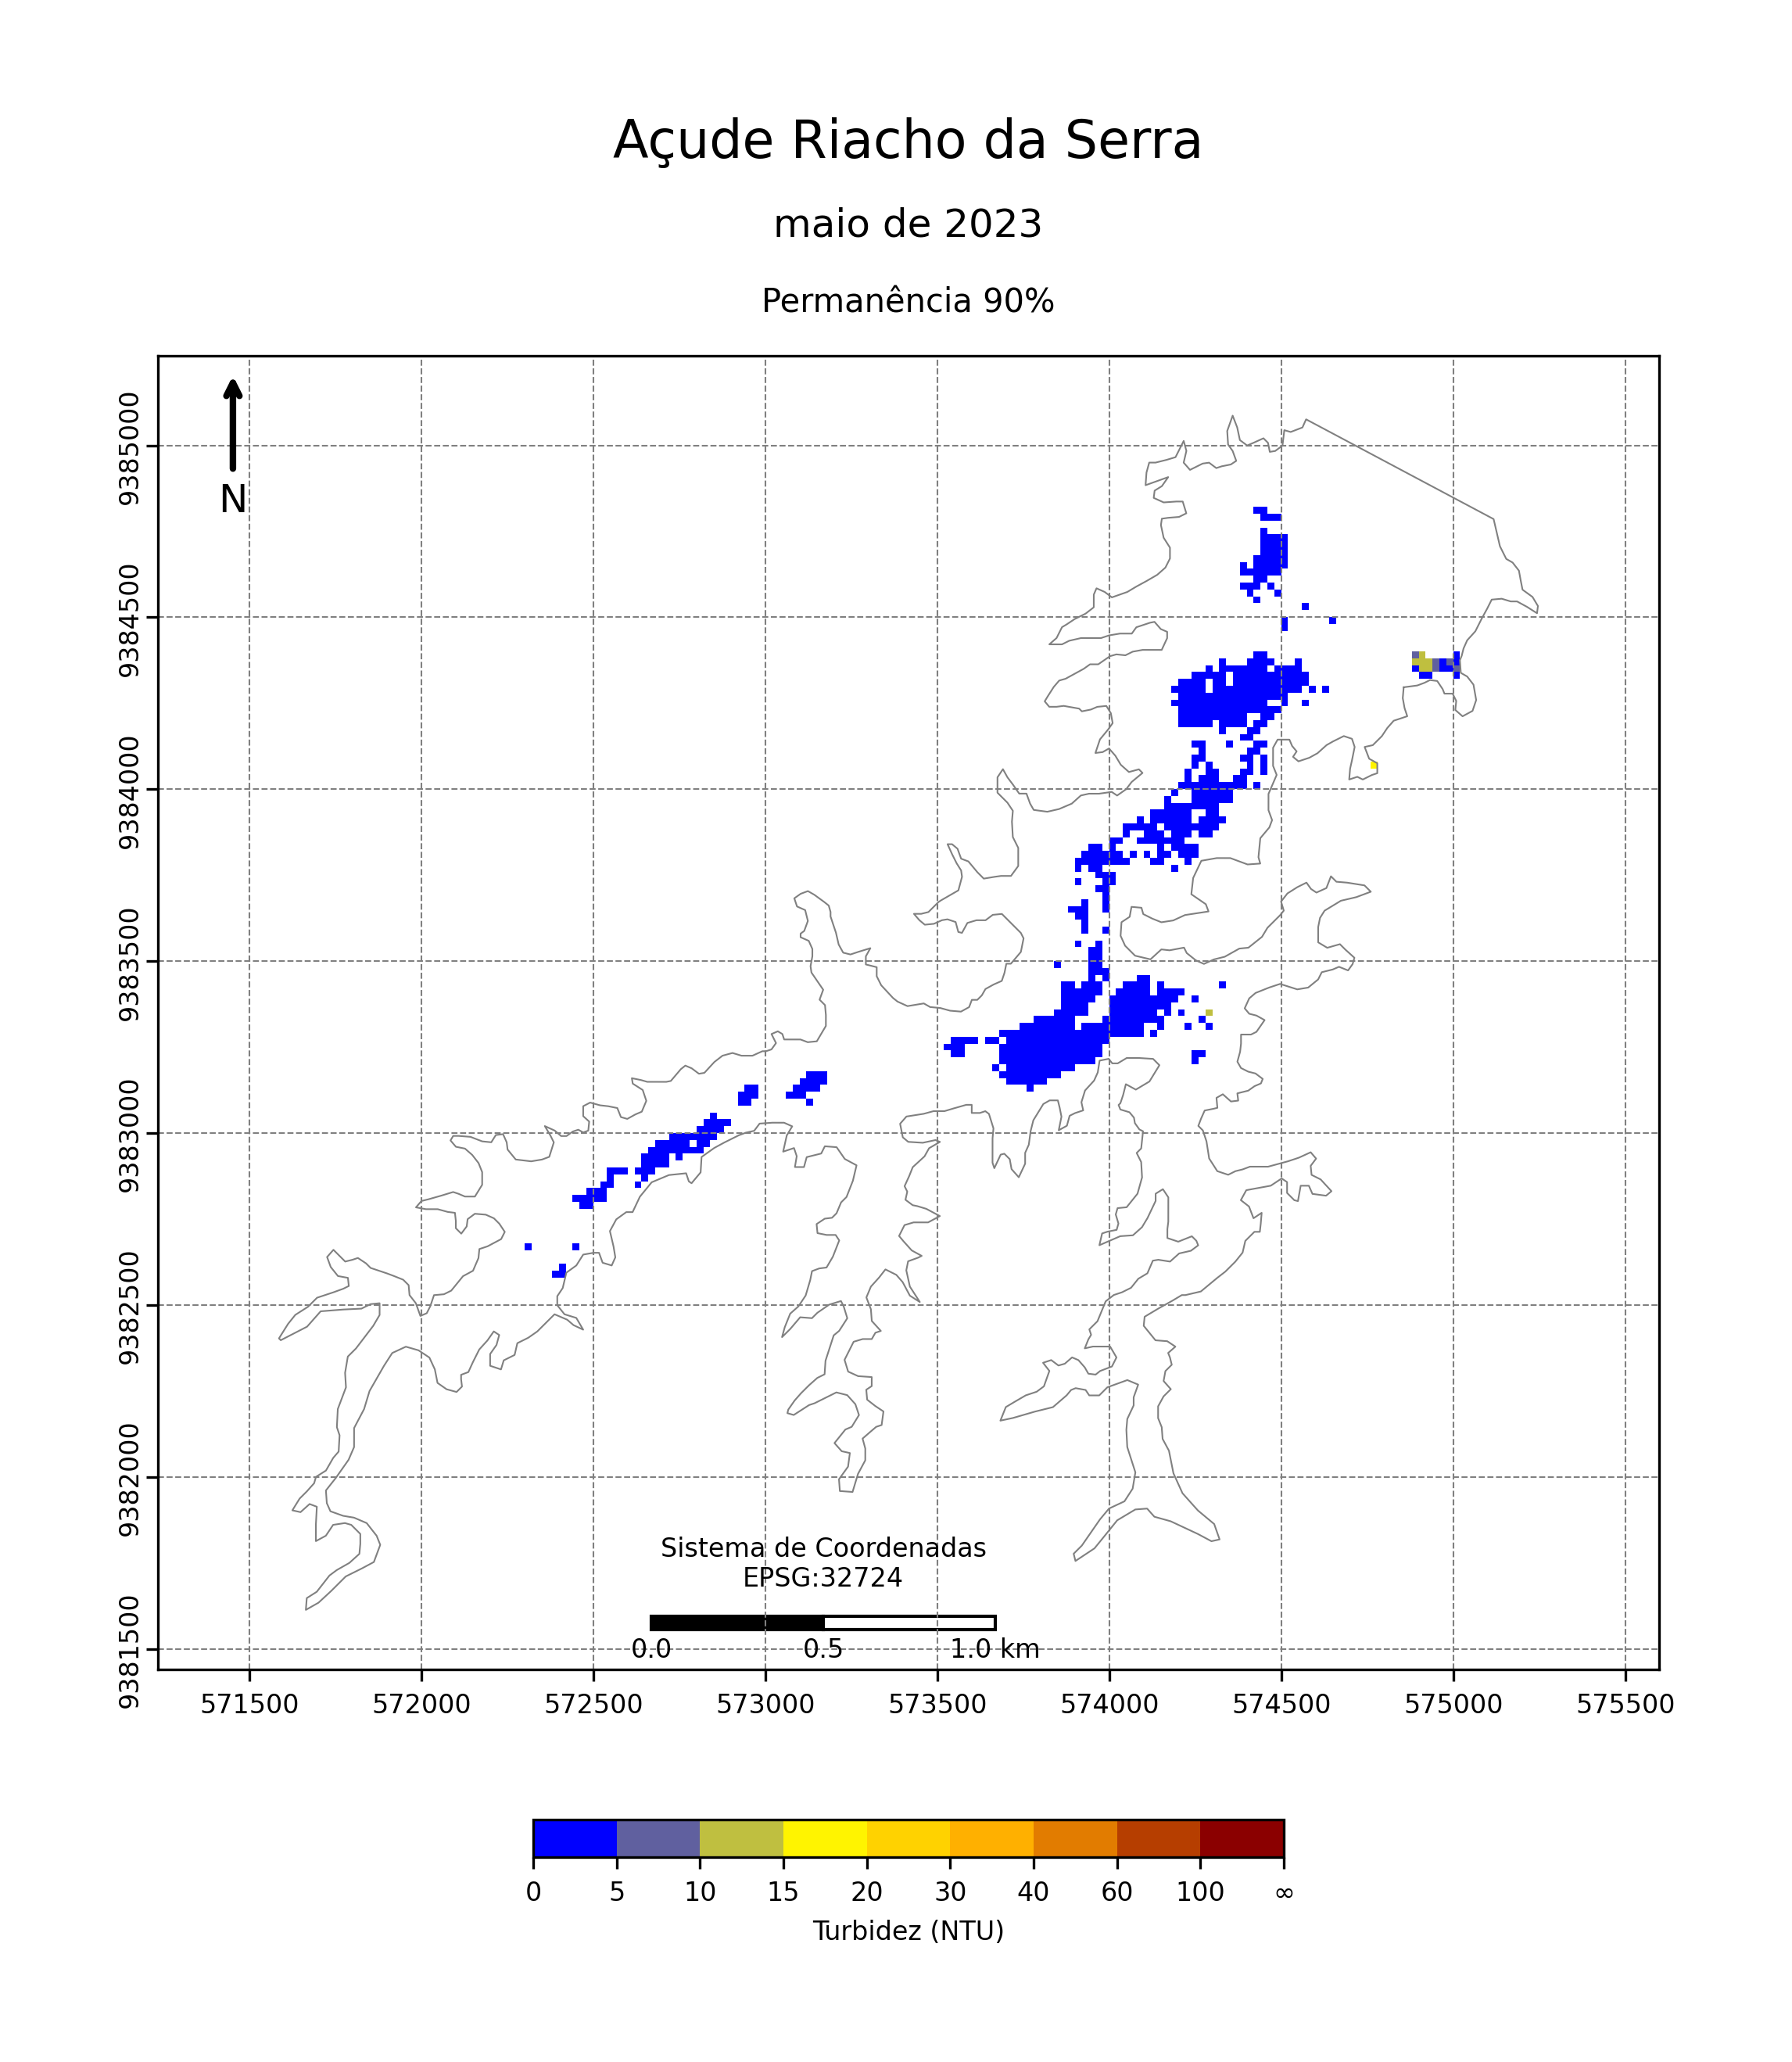 Açude Riacho da Serra
maio de 2023
Permanência 90%
N
9385000
9384500
9384000
9383500
9383000
9382500
9382000
9381500
Sistema de Coordenadas
EPSG:32724
0.0 0.5 1.0 km
571500 572000 572500 573000 573500 574000 574500 575000 575500
0 5 10 15 20 30 40 60 100 ∞
Turbidez (NTU)